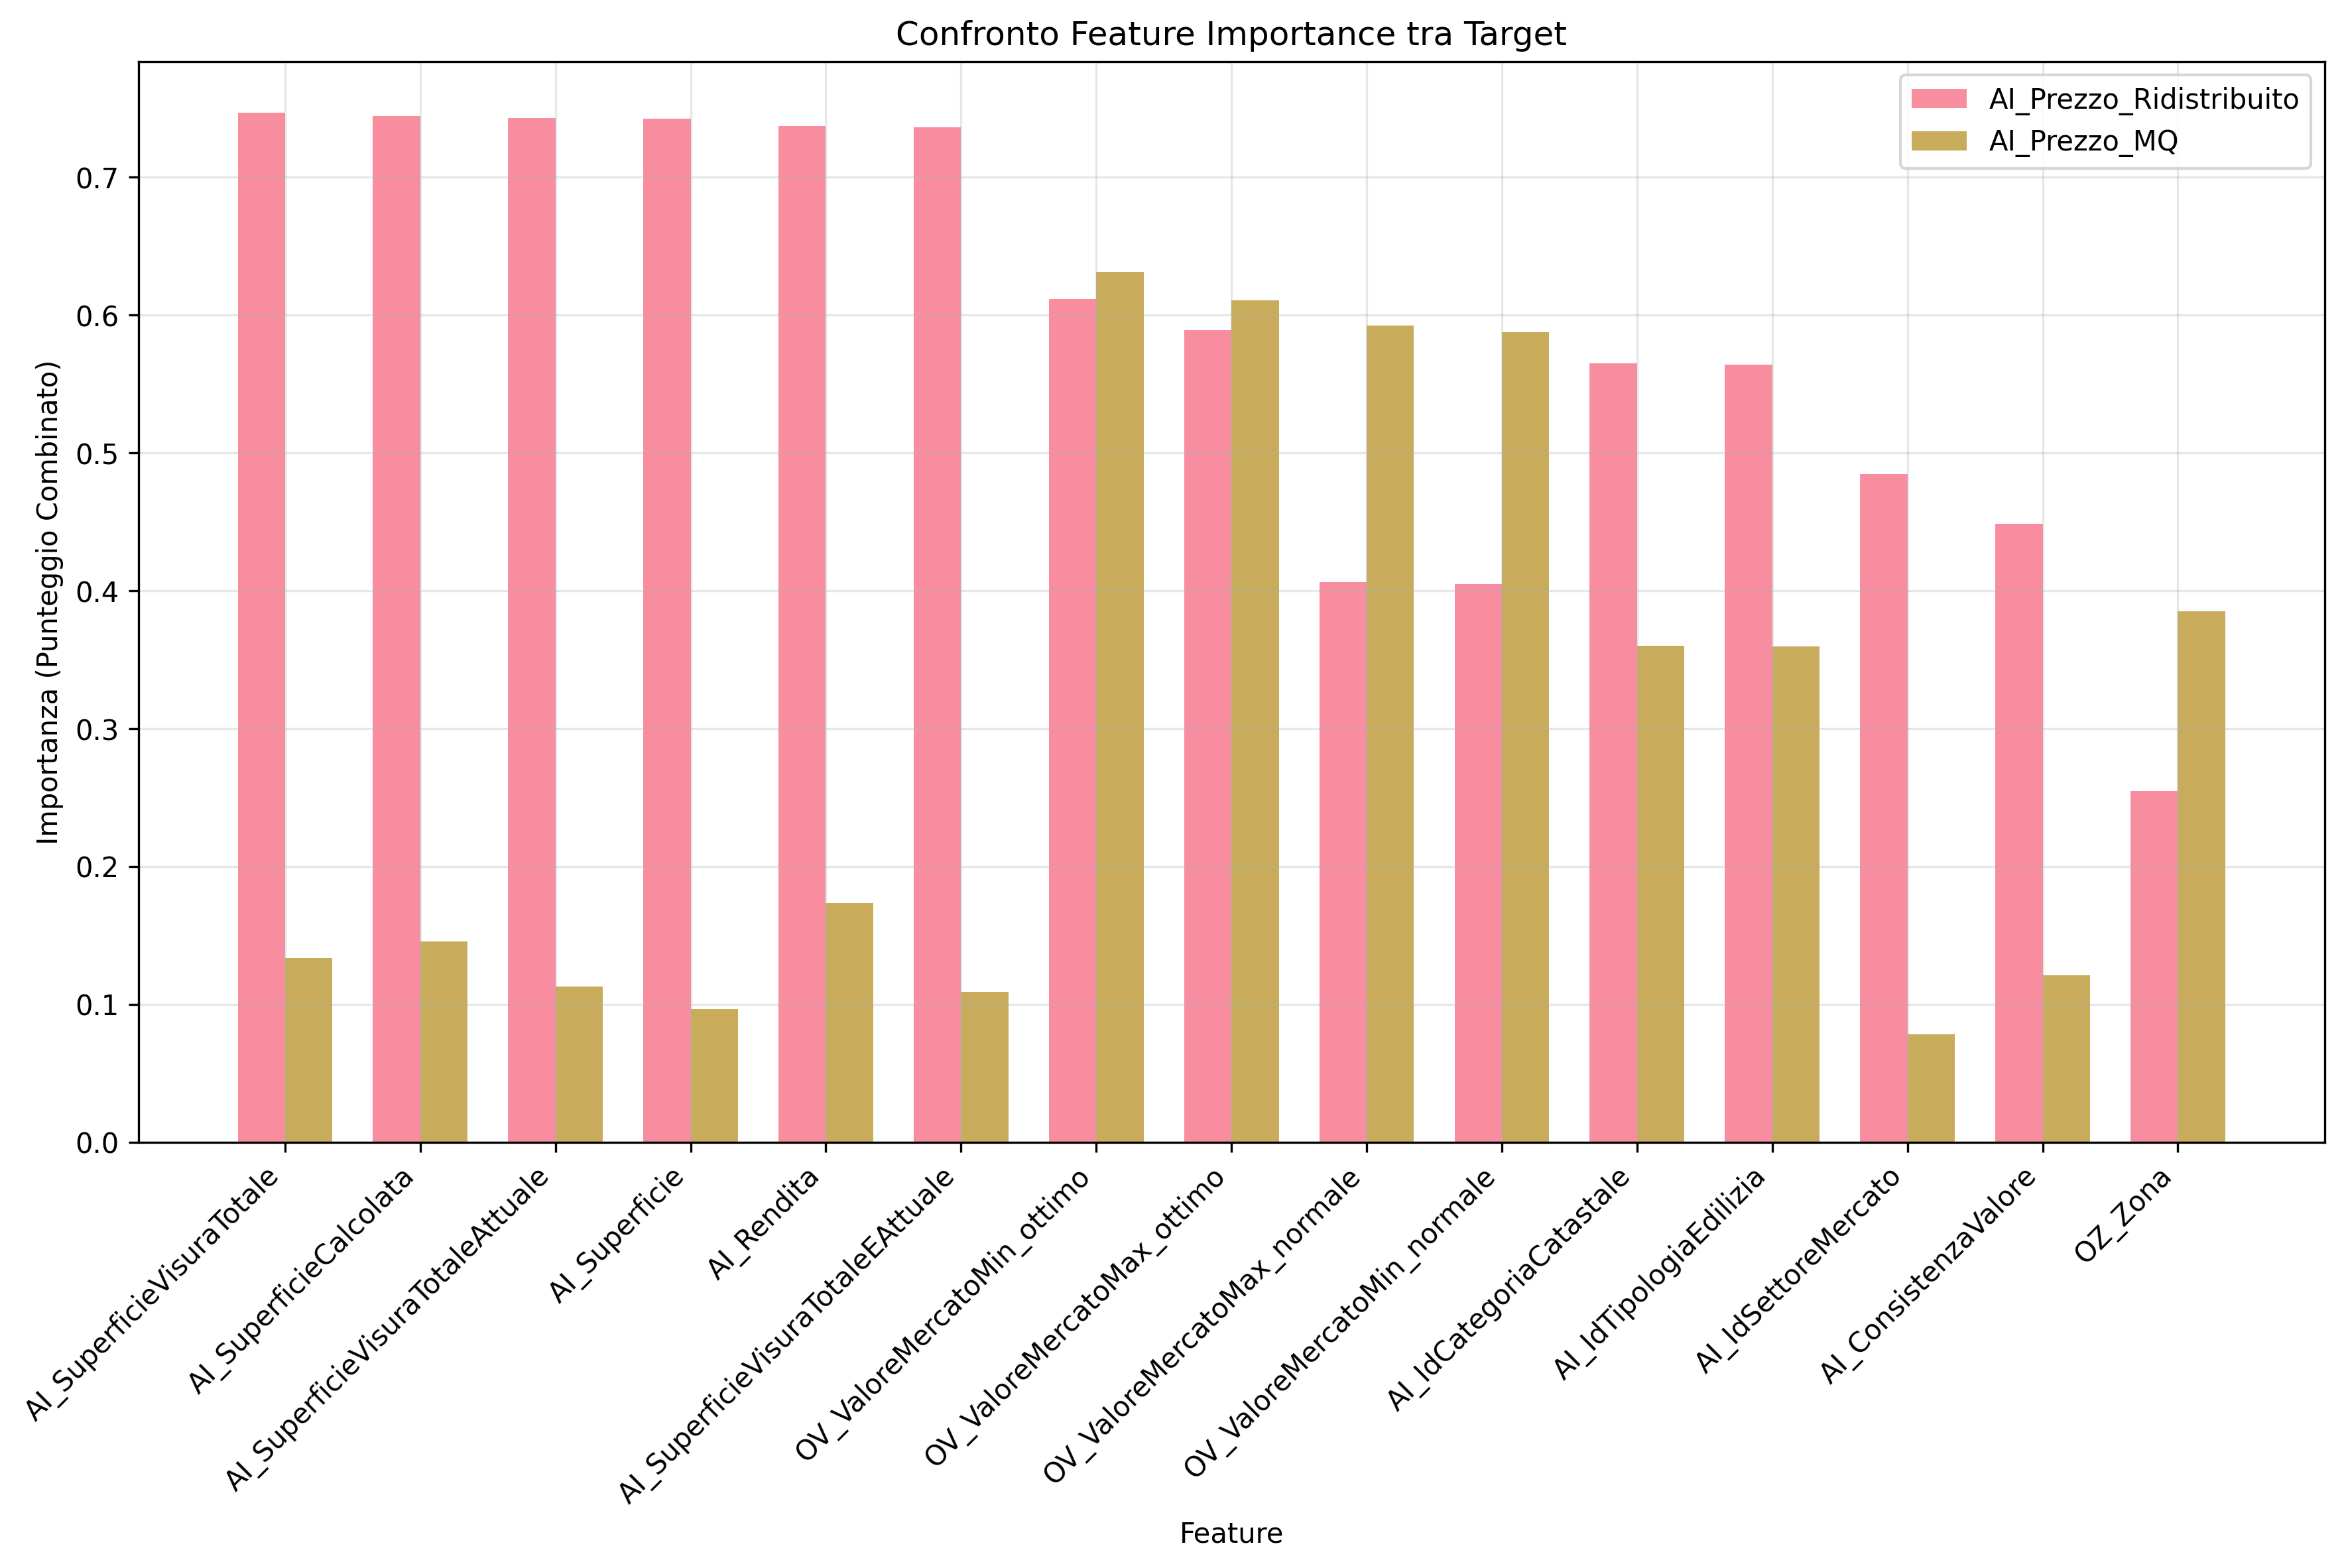 Confronto Feature Importance tra Target
AI_Prezzo_Ridistribuito
AI_Prezzo_MQ
Importanza (Punteggio Combinato)
0.7
0.6
0.5
0.4
0.3
0.2
0.1
0.0
AI_SuperficieVisuraTotale
AI_SuperficieCalcolata
AI_SuperficieVisuraTotaleAttuale
AI_Superficie
AI_Rendita
AI_SuperficieVisuraTotaleEAttuale
OV_ValoreMercatoMin_ottimo
OV_ValoreMercatoMax_ottimo
OV_ValoreMercatoMax_normale
OV_ValoreMercatoMin_normale
AI_IdCategoriaCatastale
AI_IdTipologiaEdilizia
AI_IdSettoreMercato
AI_ConsistenzaValore
OZ_Zona
Feature